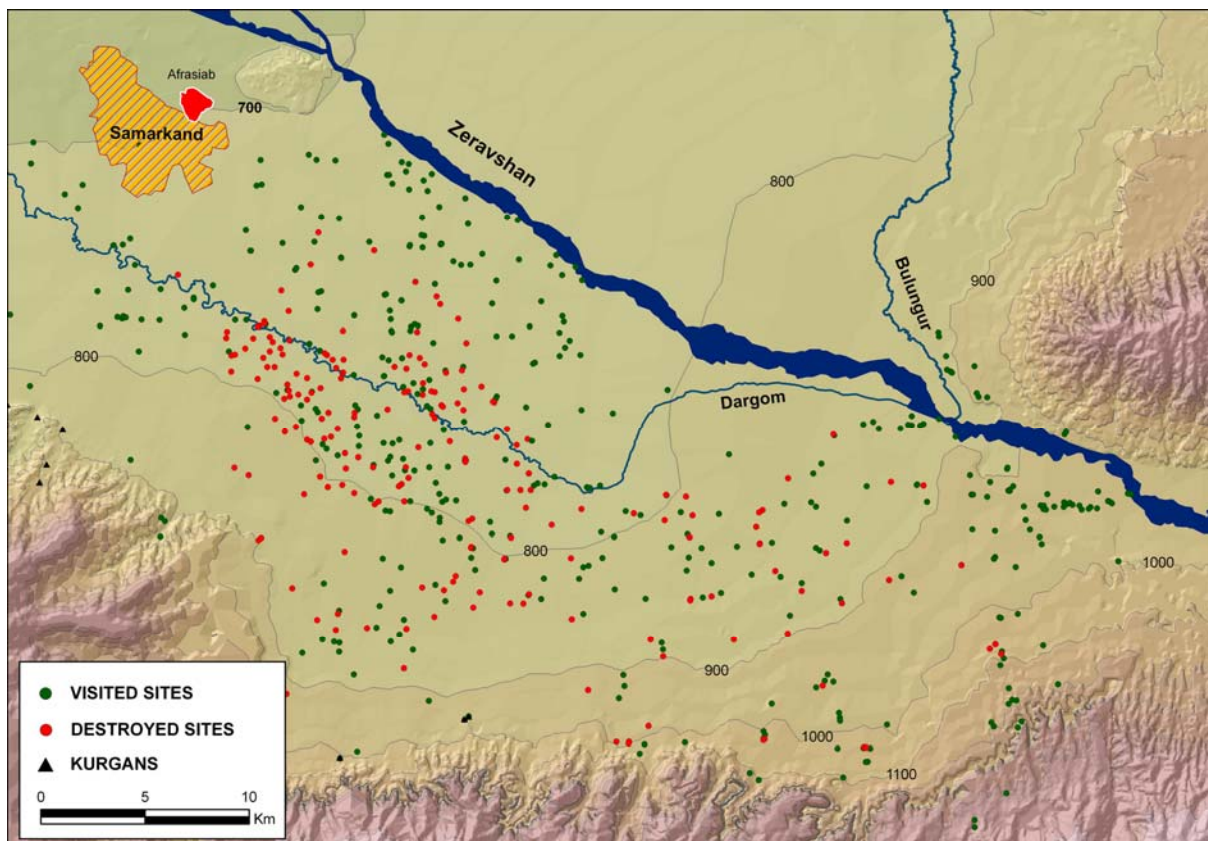 Afrasiab
700
Samarkand
Zeravshan
800
Bulungur
900
800
Dargom
800
1000
900
1000
1100
VISITED SITES
DESTROYED SITES
KURGANS
0 5 10
Km